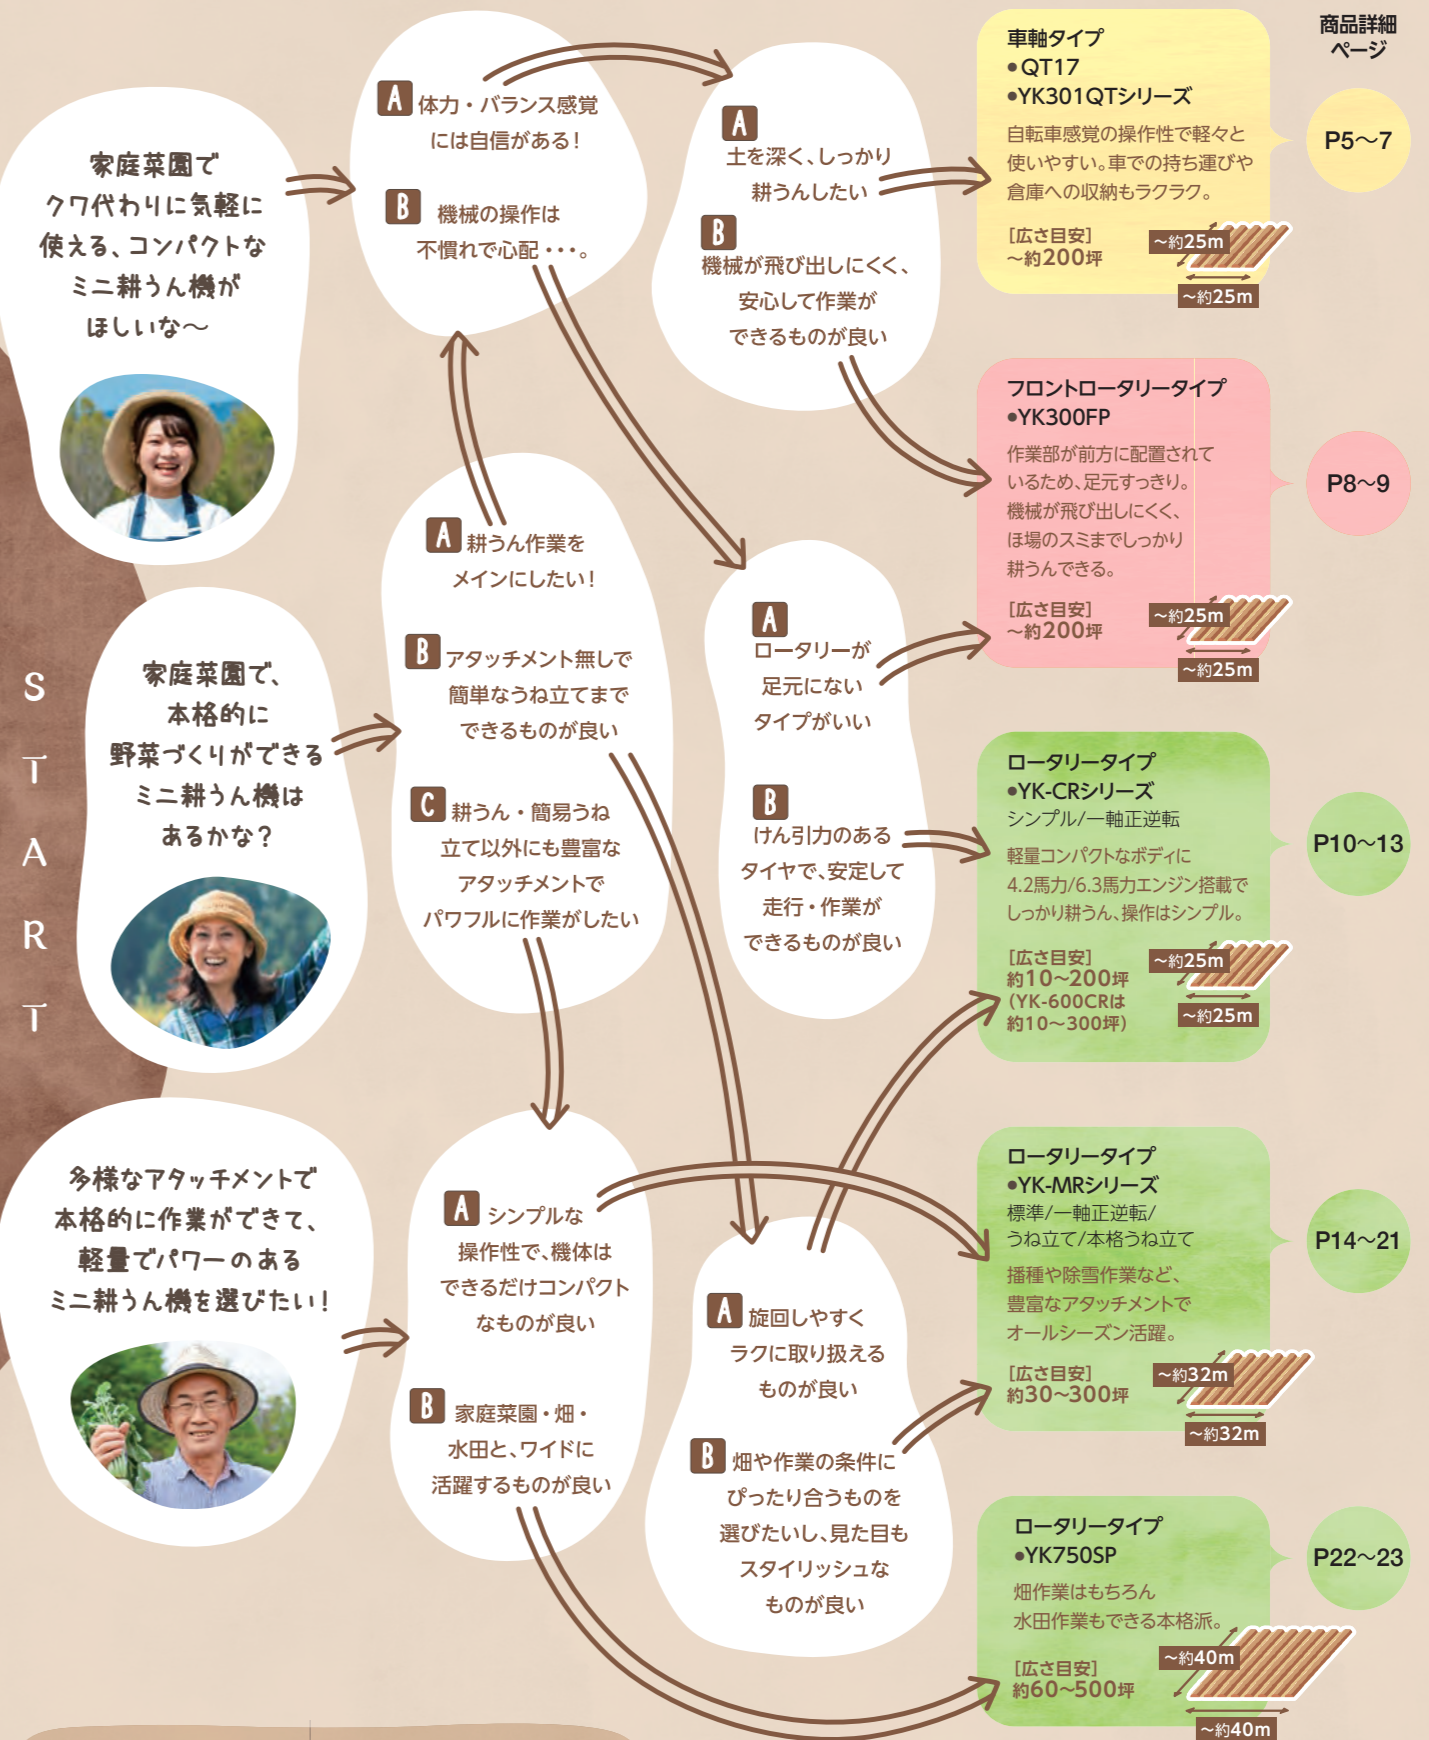 START
家庭菜園で
クワ代わりに気軽に
使える、コンパクトな
ミニ耕うん機が
ほしいな〜
家庭菜園で、
本格的に
野菜づくりができる
ミニ耕うん機は
あるかな？
多様なアタッチメントで
本格的に作業ができて、
軽量でパワーのある
ミニ耕うん機を選びたい！
A 体力・バランス感覚
には自信がある！
B 機械の操作は
不慣れで心配・・・。
A 耕うん作業を
メインにしたい！
B アタッチメント無しで
簡単なうね立てまで
できるものが良い
C 耕うん・簡易うね
立て以外にも豊富な
アタッチメントで
パワフルに作業がしたい
A シンプルな
操作性で、機体は
できるだけコンパクト
なものが良い
B 家庭菜園・畑・
水田と、ワイドに
活躍するものが良い
A
土を深く、しっかり
耕うんしたい
B
機械が飛び出しにくく、
安心して作業が
できるものが良い
A
ロータリーが
足元にない
タイプがいい
B
けん引力のある
タイヤで、安定して
走行・作業が
できるものが良い
A 旋回しやすく
ラクに取り扱える
ものが良い
B 畑や作業の条件に
ぴったり合うものを
選びたいし、見た目も
スタイリッシュな
ものが良い
商品詳細
ページ
車軸タイプ
●QT17
●YK301QTシリーズ
自転車感覚の操作性で軽々と
使いやすい。車での持ち運びや
倉庫への収納もラクラク。
［広さ目安］
〜約200坪
〜約25m
〜約25m
P5〜7
フロントロータリータイプ
●YK300FP
作業部が前方に配置されて
いるため、足元すっきり。
機械が飛び出しにくく、
ほ場のスミまでしっかり
耕うんできる。
［広さ目安］
〜約200坪
〜約25m
〜約25m
P8〜9
ロータリータイプ
●YK-CRシリーズ
シンプル/一軸正逆転
軽量コンパクトなボディに
4.2馬力/6.3馬力エンジン搭載で
しっかり耕うん、操作はシンプル。
［広さ目安］
約10〜200坪
（YK-600CRは
約10〜300坪）
〜約25m
〜約25m
P10〜13
ロータリータイプ
●YK-MRシリーズ
標準/一軸正逆転/
うね立て/本格うね立て
播種や除雪作業など、
豊富なアタッチメントで
オールシーズン活躍。
［広さ目安］
約30〜300坪
〜約32m
〜約32m
P14〜21
ロータリータイプ
●YK750SP
畑作業はもちろん
水田作業もできる本格派。
［広さ目安］
約60〜500坪
〜約40m
〜約40m
P22〜23